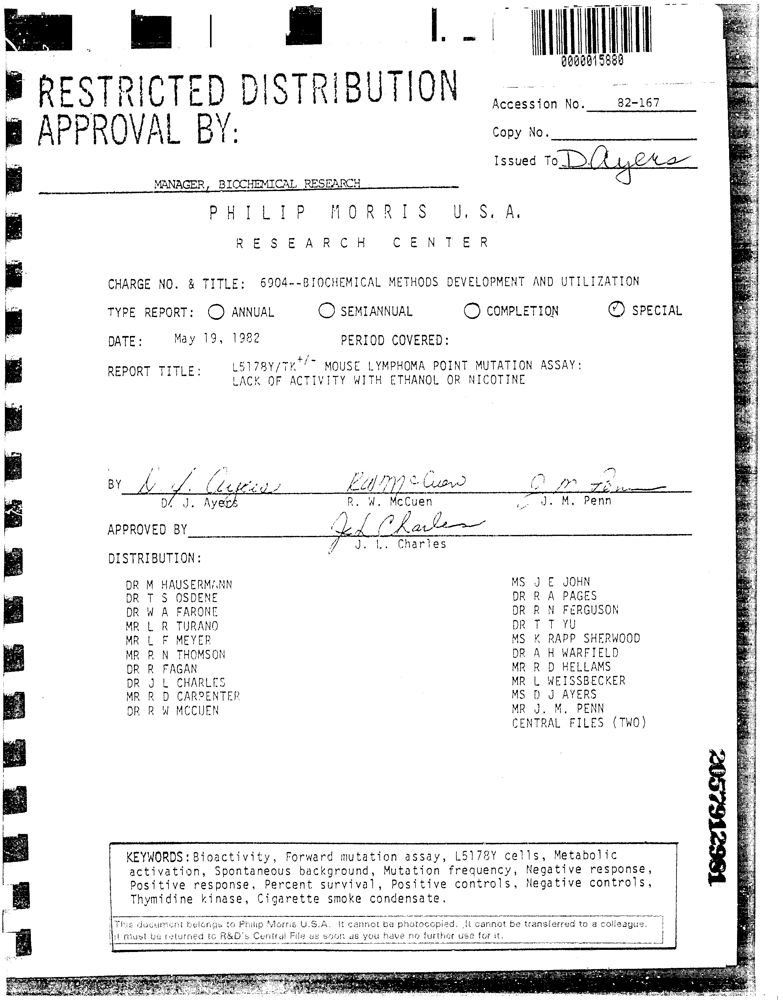 0000015880
RESTRICTED DISTRIBUTION
APPROVAL BY:
Accession No. 82-167
Copy No.
Issued To D. Ayers
MANAGER, BIOCHEMICAL RESEARCH
PHILIP MORRIS U.S.A.
RESEARCH CENTER
CHARGE NO. & TITLE: 6904--BIOCHEMICAL METHODS DEVELOPMENT AND UTILIZATION
TYPE REPORT: ANNUAL SEMIANNUAL COMPLETION SPECIAL
DATE: May 19, 1982 PERIOD COVERED:
REPORT TITLE: L5178Y/TK+/- MOUSE LYMPHOMA POINT MUTATION ASSAY:
LACK OF ACTIVITY WITH ETHANOL OR NICOTINE
BY D. J. Ayers R W McCuen J. M. Penn
D. J. Ayers R. W. McCuen J. M. Penn
APPROVED BY J L Charles
J. L. Charles
DISTRIBUTION:
DR M HAUSERMANN
DR T S OSDENE
DR W A FARONE
MR L R TURANO
MR L F MEYER
MR R N THOMSON
DR R FAGAN
DR J L CHARLES
MR R D CARPENTER
DR R W MCCUEN
MS J E JOHN
DR R A PAGES
DR R N FERGUSON
DR T T YU
MS K RAPP SHERWOOD
DR A H WARFIELD
MR R D HELLAMS
MR L WEISSBECKER
MS D J AYERS
MR J. M. PENN
CENTRAL FILES (TWO)
2057912981
KEYWORDS: Bioactivity, Forward mutation assay, L5178Y cells, Metabolic
activation, Spontaneous background, Mutation frequency, Negative response,
Positive response, Percent survival, Positive controls, Negative controls,
Thymidine kinase, Cigarette smoke condensate.
This document belongs to Philip Morris U.S.A. It cannot be photocopied. It cannot be transferred to a colleague.
It must be returned to R&D's Central File as soon as you have no further use for it.